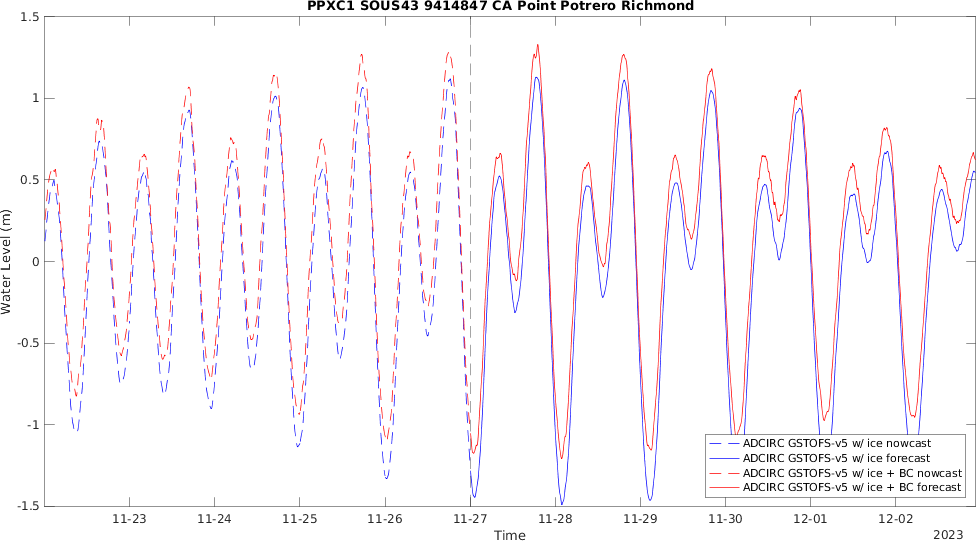 PPXC1 SOUS43 9414847 CA Point Potrero Richmond
1.5
1
0.5
0
-0.5
-1
-1.5
Water Level (m)
ADCIRC GSTOFS-v5 w/ ice nowcast
ADCIRC GSTOFS-v5 w/ ice forecast
ADCIRC GSTOFS-v5 w/ ice + BC nowcast
ADCIRC GSTOFS-v5 w/ ice + BC forecast
11-23 11-24 11-25 11-26 11-27 11-28 11-29 11-30 12-01 12-02
Time
2023